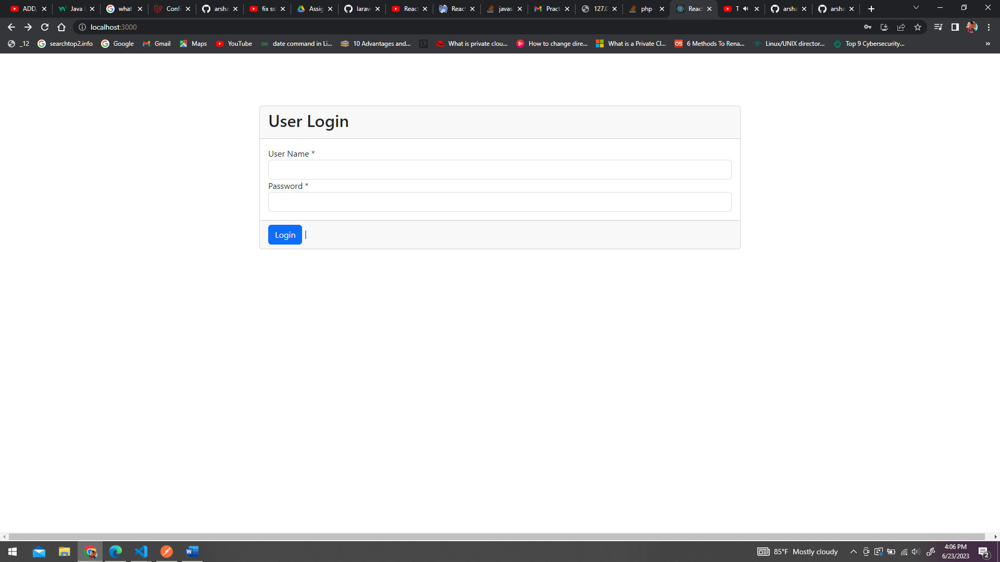 ADD, Java what Confi arsha fix ssl Assig larav React React javas Pract 127.0 php - React T arsha arsha
localhost:3000
_12 searchtop2.info Google Gmail Maps YouTube date command in Li... 10 Advantages and... What is private clou... How to change dire... What is a Private Cl... OS 6 Methods To Rena... Linux/UNIX director... Top 9 Cybersecurity... »
User Login
User Name *
Password *
Login |
85°F Mostly cloudy
4:06 PM
6/23/2023
2